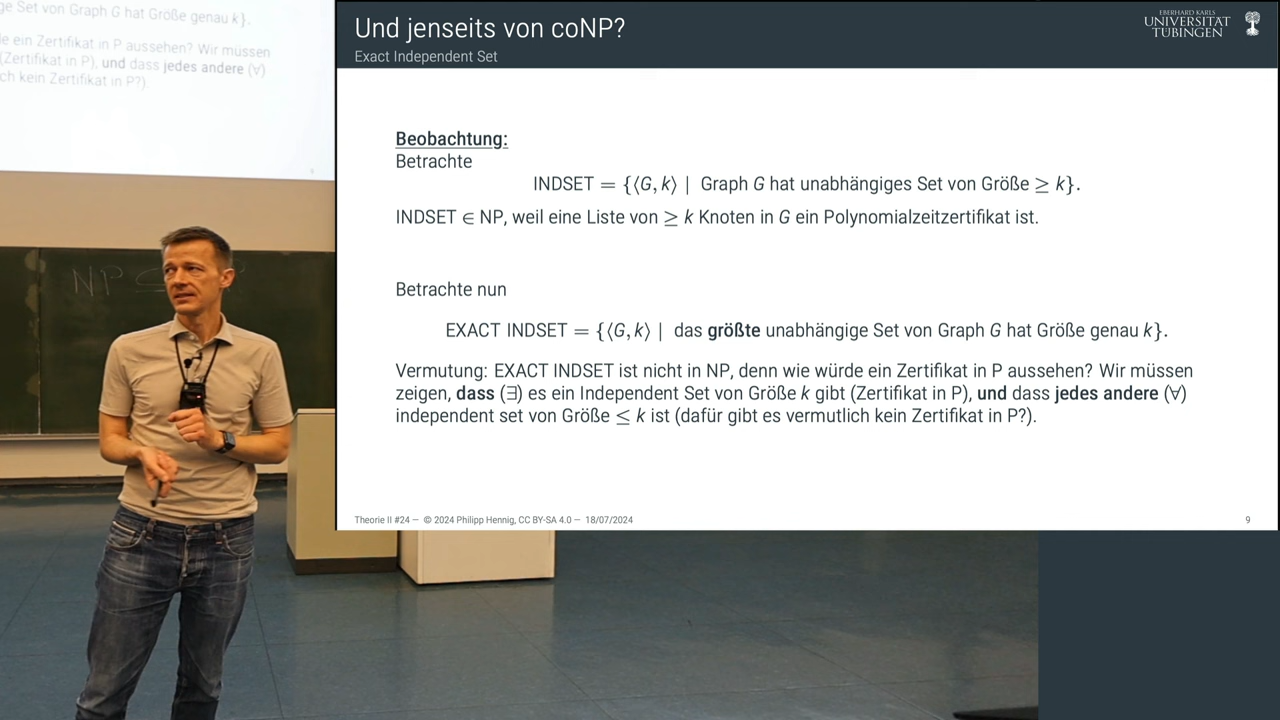 ge Set von Graph G hat Größe genau k}.
le ein Zertifikat in P aussehen? Wir müssen
(Zertifikat in P), und dass jedes andere (∀)
ch kein Zertifikat in P?).
NP ⊆
Und jenseits von coNP?
Exact Independent Set
EBERHARD KARLS
UNIVERSITÄT
TÜBINGEN
Beobachtung:
Betrachte
INDSET = {⟨G, k⟩ | Graph G hat unabhängiges Set von Größe ≥ k}.
INDSET ∈ NP, weil eine Liste von ≥ k Knoten in G ein Polynomialzeitzertifikat ist.
Betrachte nun
EXACT INDSET = {⟨G, k⟩ | das größte unabhängige Set von Graph G hat Größe genau k}.
Vermutung: EXACT INDSET ist nicht in NP, denn wie würde ein Zertifikat in P aussehen? Wir müssen
zeigen, dass (∃) es ein Independent Set von Größe k gibt (Zertifikat in P), und dass jedes andere (∀)
independent set von Größe ≤ k ist (dafür gibt es vermutlich kein Zertifikat in P?).
Theorie II #24 — © 2024 Philipp Hennig, CC BY-SA 4.0 — 18/07/2024
9